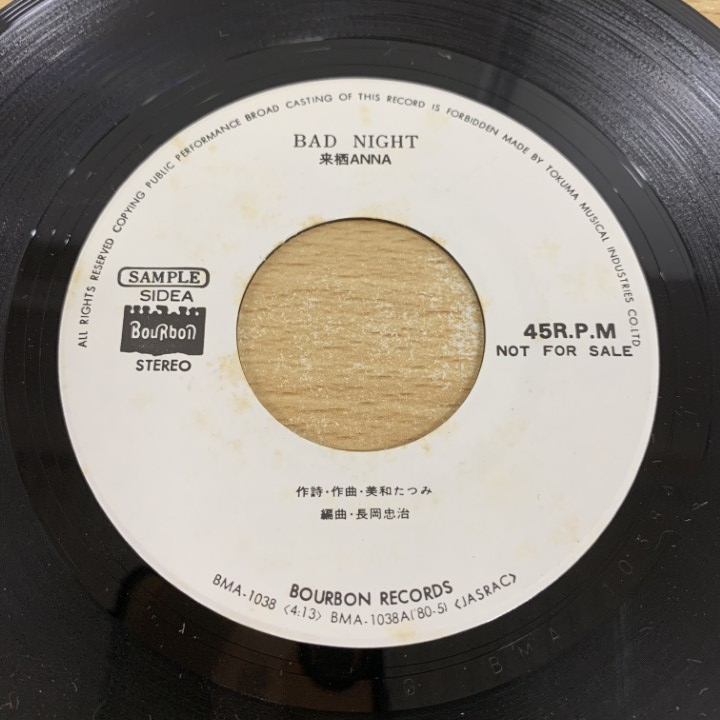 ALL RIGHTS RESERVED COPYING PUBLIC PERFORMANCE BROAD CASTING OF THIS RECORD IS FORBIDDEN MADE BY TOKUMA MUSICAL INDUSTRIES CO.LTD
BAD NIGHT
来栖ANNA
SAMPLE
SIDEA
BouRbon
STEREO
45R.P.M
NOT FOR SALE
作詩・作曲・美和たつみ
編曲・長岡忠治
BOURBON RECORDS
BMA-1038 〈4:13〉 BMA-1038A('80-5) 〈JASRAC〉